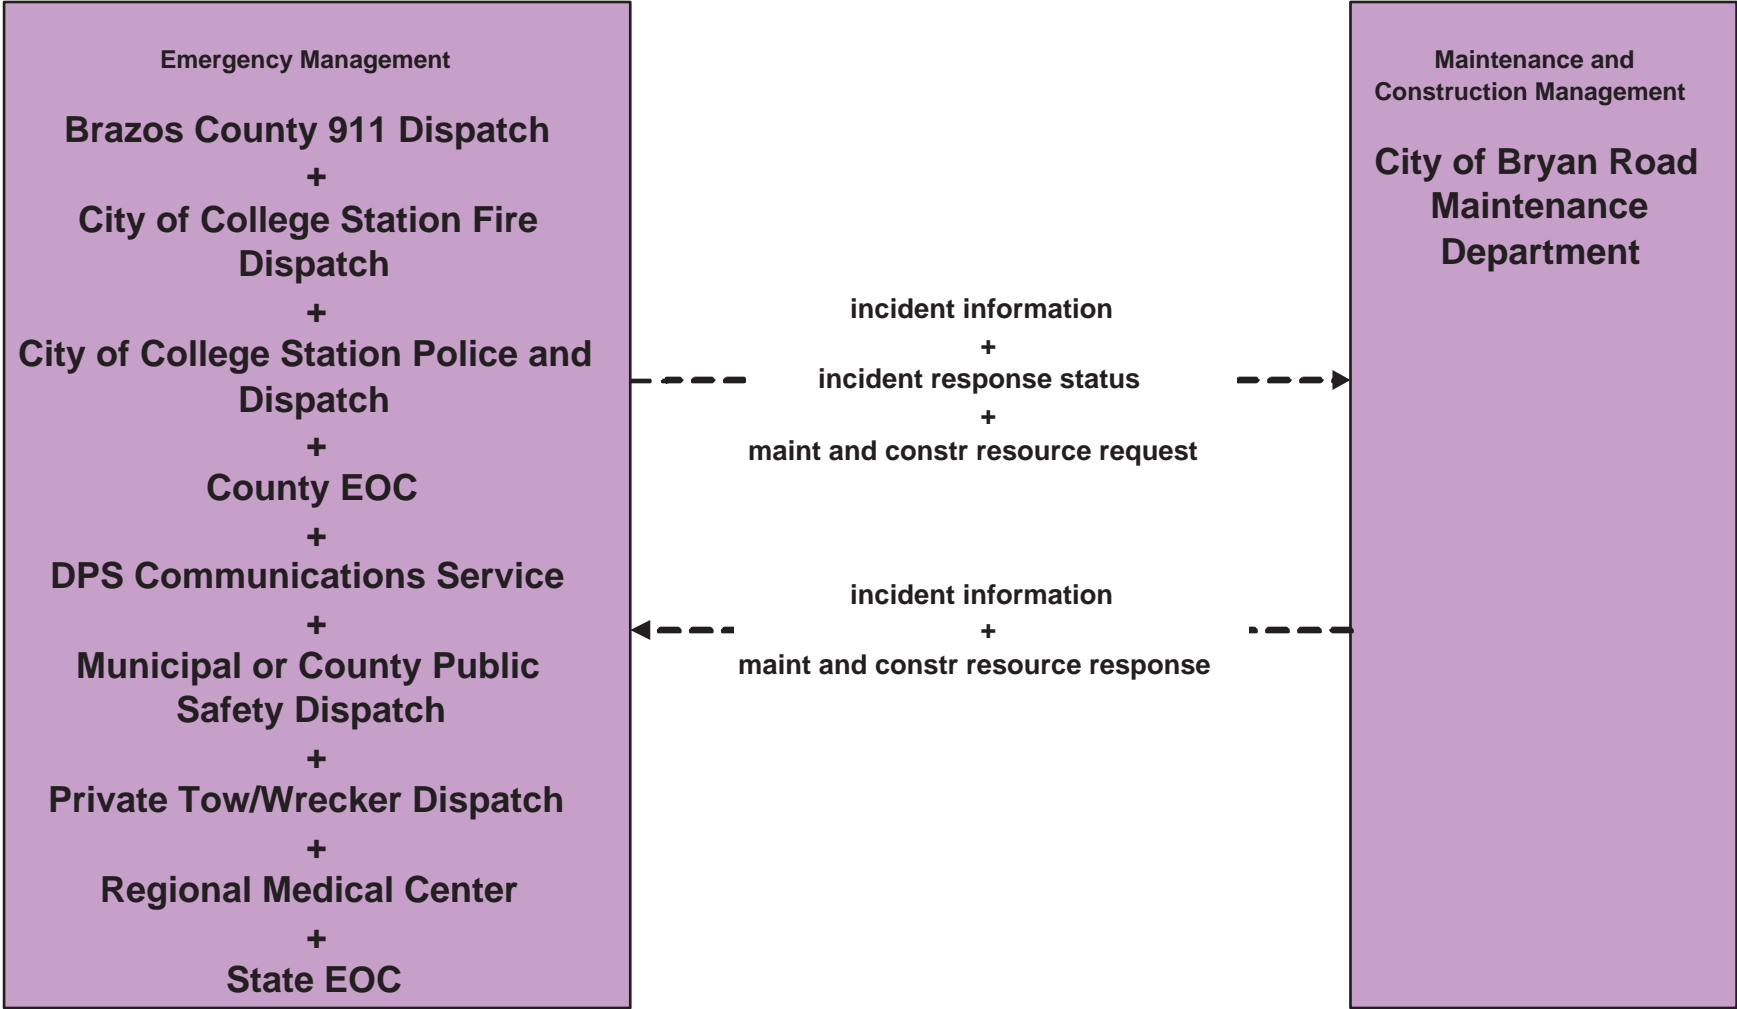 Emergency Management
Brazos County 911 Dispatch
+
City of College Station Fire
Dispatch
+
City of College Station Police and
Dispatch
+
County EOC
+
DPS Communications Service
+
Municipal or County Public
Safety Dispatch
+
Private Tow/Wrecker Dispatch
+
Regional Medical Center
+
State EOC
incident information
+
incident response status
+
maint and constr resource request
incident information
+
maint and constr resource response
Maintenance and
Construction Management
City of Bryan Road
Maintenance
Department